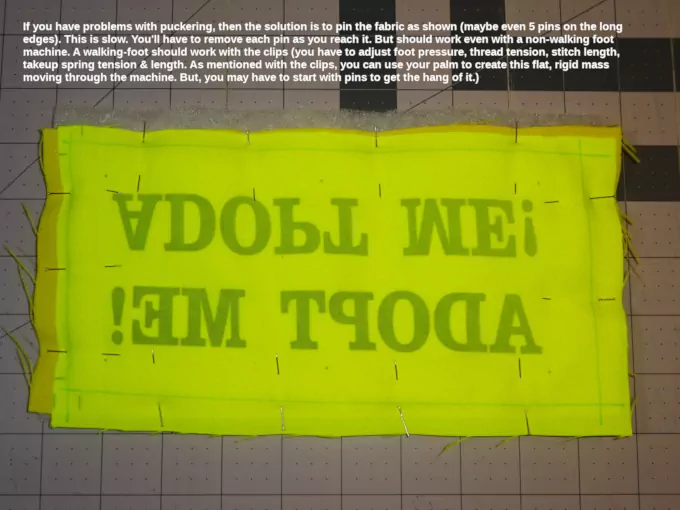 If you have problems with puckering, then the solution is to pin the fabric as shown (maybe even 5 pins on the long
edges). This is slow. You'll have to remove each pin as you reach it. But should work even with a non-walking foot
machine. A walking-foot should work with the clips (you have to adjust foot pressure, thread tension, stitch length,
takeup spring tension & length. As mentioned with the clips, you can use your palm to create this flat, rigid mass
moving through the machine. But, you may have to start with pins to get the hang of it.)
ADOPT ME!
ADOPT ME!